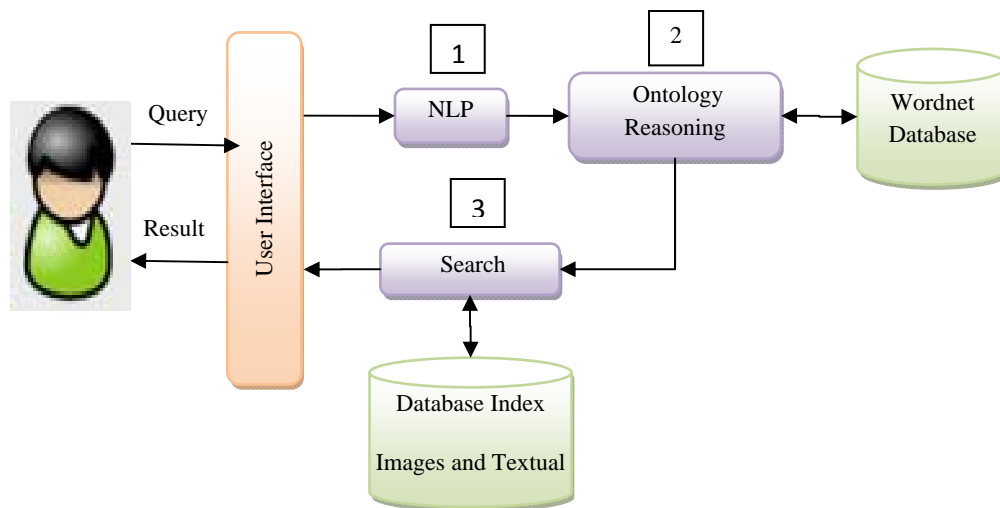 1
2
Query
User Interface
NLP
Ontology
Reasoning
Wordnet
Database
3
Result
Search
Database Index
Images and Textual